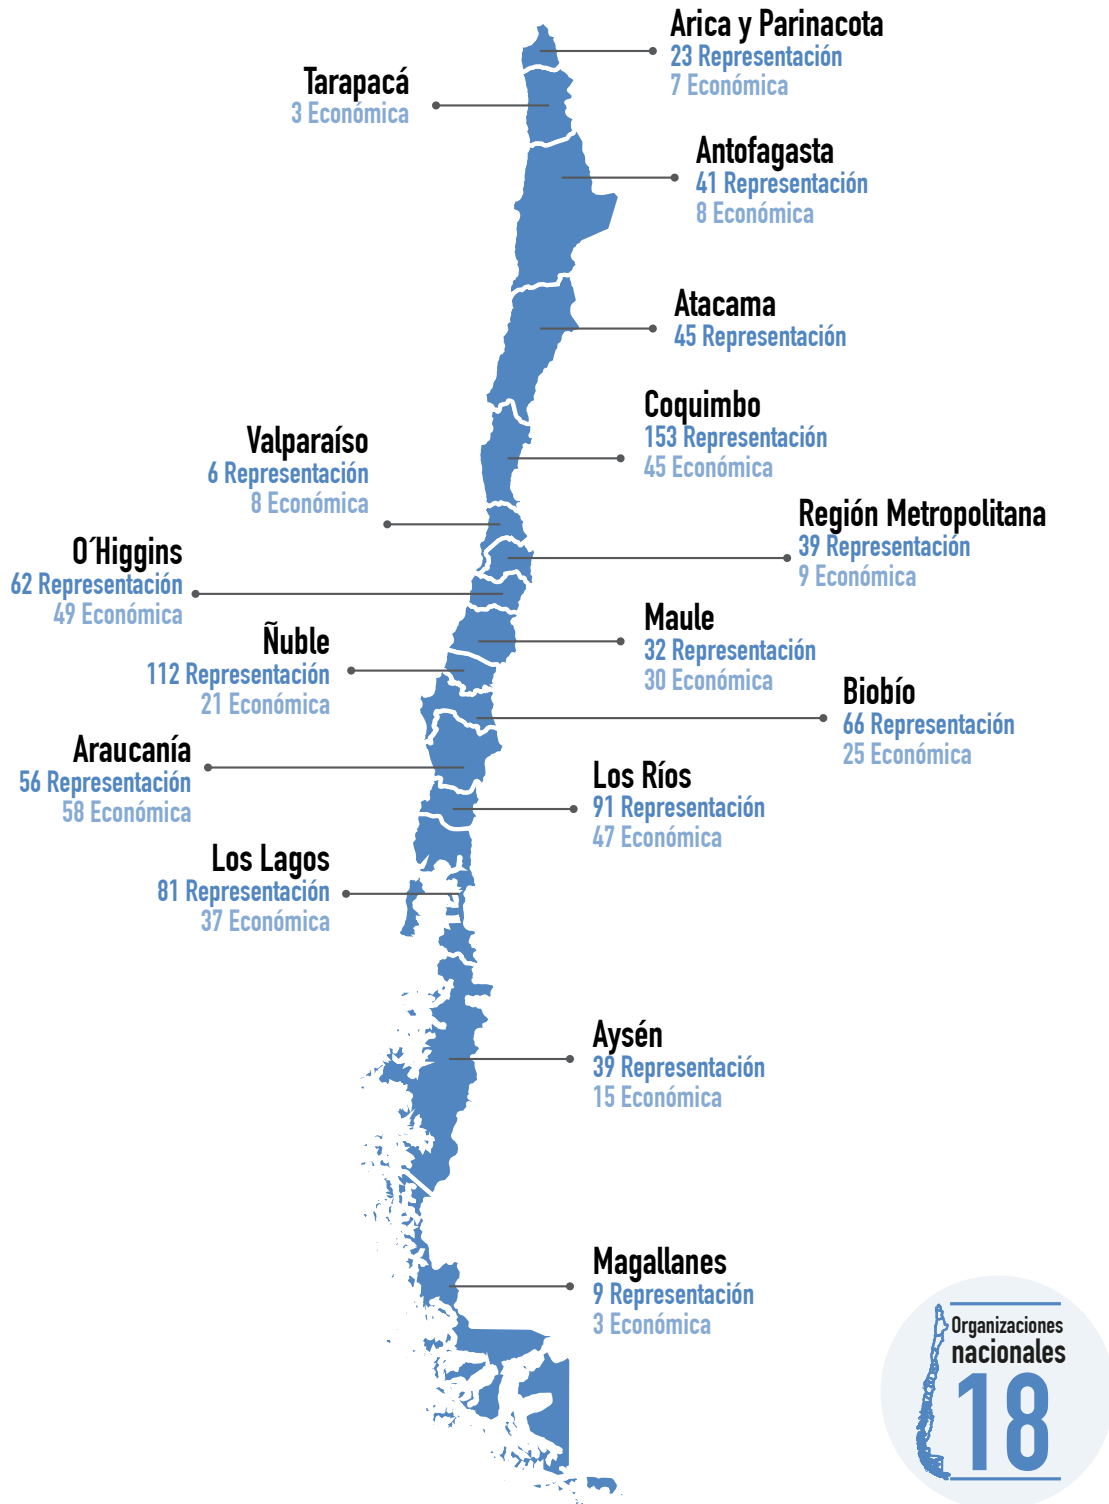 Arica y Parinacota
23 Representación
7 Económica
Tarapacá
3 Económica
Antofagasta
41 Representación
8 Económica
Atacama
45 Representación
Coquimbo
153 Representación
45 Económica
Valparaíso
6 Representación
8 Económica
Región Metropolitana
39 Representación
9 Económica
O´Higgins
62 Representación
49 Económica
Maule
32 Representación
30 Económica
Ñuble
112 Representación
21 Económica
Biobío
66 Representación
25 Económica
Araucanía
56 Representación
58 Económica
Los Ríos
91 Representación
47 Económica
Los Lagos
81 Representación
37 Económica
Aysén
39 Representación
15 Económica
Magallanes
9 Representación
3 Económica
Organizaciones
nacionales
18